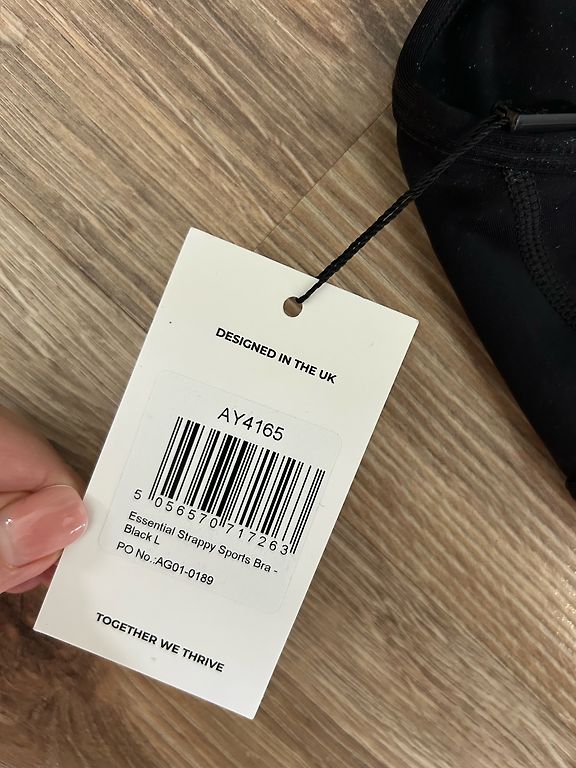 DESIGNED IN THE UK
AY4165
5 056570 717263
Essential Strappy Sports Bra -
Black L
PO No.:AG01-0189
TOGETHER WE THRIVE